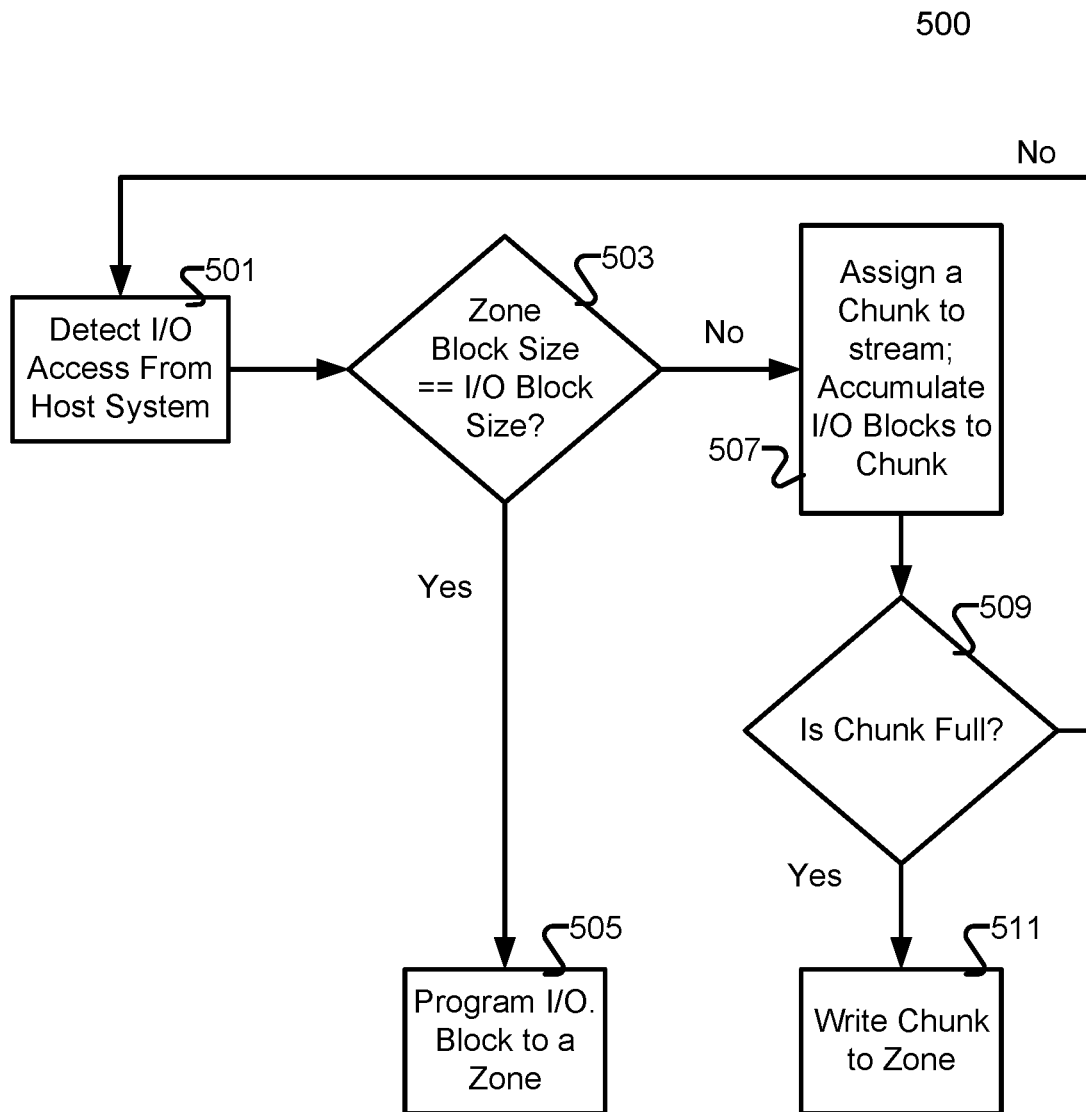 500
No
501
Detect I/O
Access From
Host System
503
Zone
Block Size
== I/O Block
Size?
No
Assign a
Chunk to
stream;
Accumulate
I/O Blocks to
Chunk
507
Yes
509
Is Chunk Full?
Yes
505
Program I/O.
Block to a
Zone
511
Write Chunk
to Zone